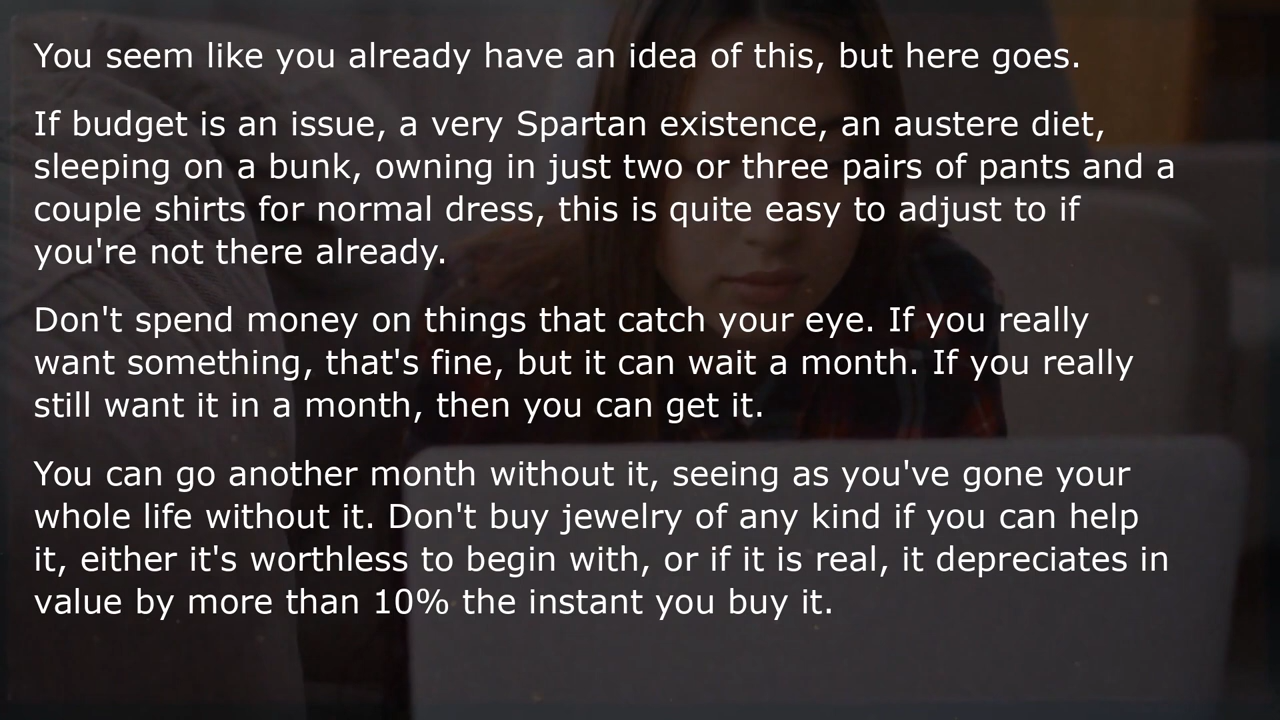 You seem like you already have an idea of this, but here goes.
If budget is an issue, a very Spartan existence, an austere diet,
sleeping on a bunk, owning in just two or three pairs of pants and a
couple shirts for normal dress, this is quite easy to adjust to if
you're not there already.
Don't spend money on things that catch your eye. If you really
want something, that's fine, but it can wait a month. If you really
still want it in a month, then you can get it.
You can go another month without it, seeing as you've gone your
whole life without it. Don't buy jewelry of any kind if you can help
it, either it's worthless to begin with, or if it is real, it depreciates in
value by more than 10% the instant you buy it.